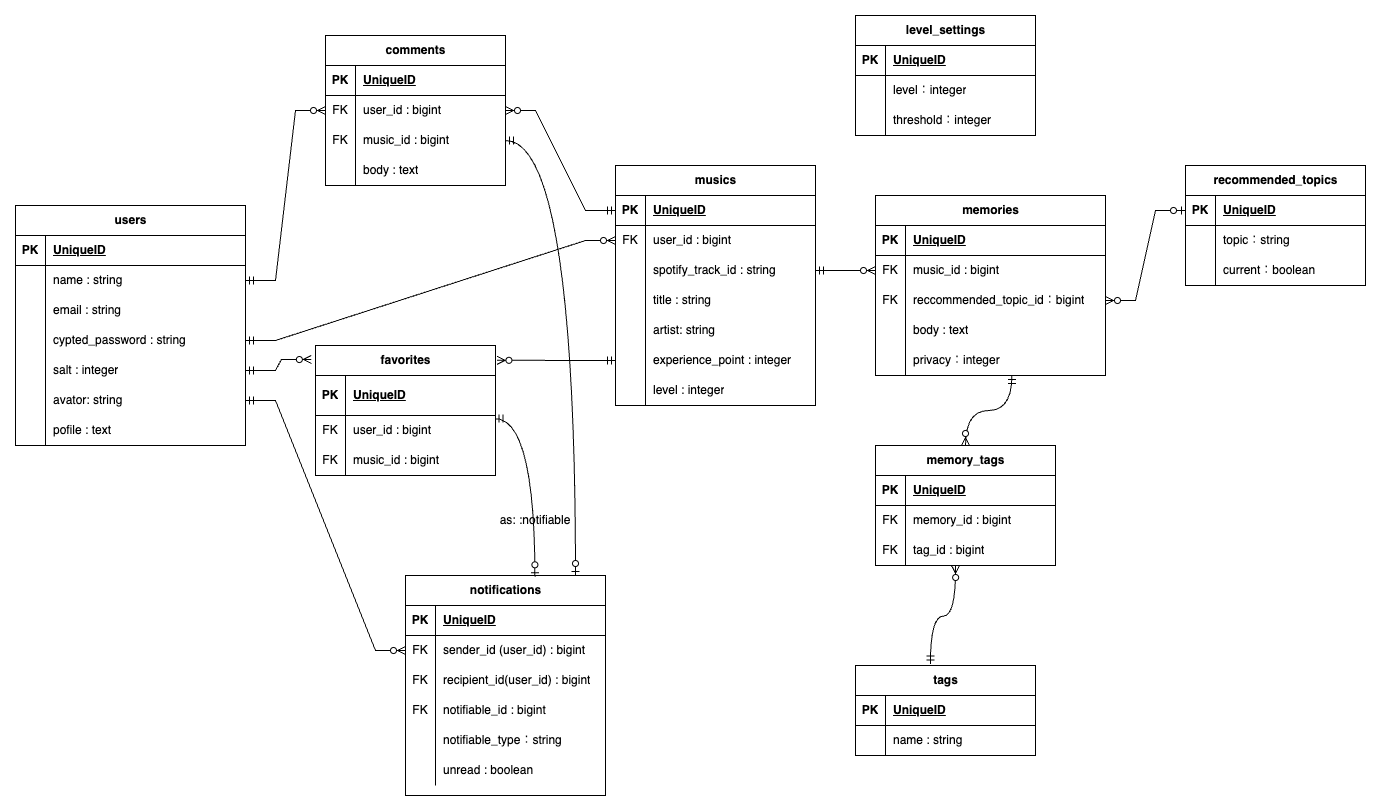 comments
PK UniqueID
FK user_id : bigint
FK music_id : bigint
body : text
level_settings
PK UniqueID
level : integer
threshold : integer
users
PK UniqueID
name : string
email : string
cypted_password : string
salt : integer
avator: string
pofile : text
musics
PK UniqueID
FK user_id : bigint
spotify_track_id : string
title : string
artist: string
experience_point : integer
level : integer
memories
PK UniqueID
FK music_id : bigint
FK reccommended_topic_id : bigint
body : text
privacy : integer
recommended_topics
PK UniqueID
topic : string
current : boolean
favorites
PK UniqueID
FK user_id : bigint
FK music_id : bigint
as: :notifiable
memory_tags
PK UniqueID
FK memory_id : bigint
FK tag_id : bigint
notifications
PK UniqueID
FK sender_id (user_id) : bigint
FK recipient_id(user_id) : bigint
FK notifiable_id : bigint
notifiable_type : string
unread : boolean
tags
PK UniqueID
name : string